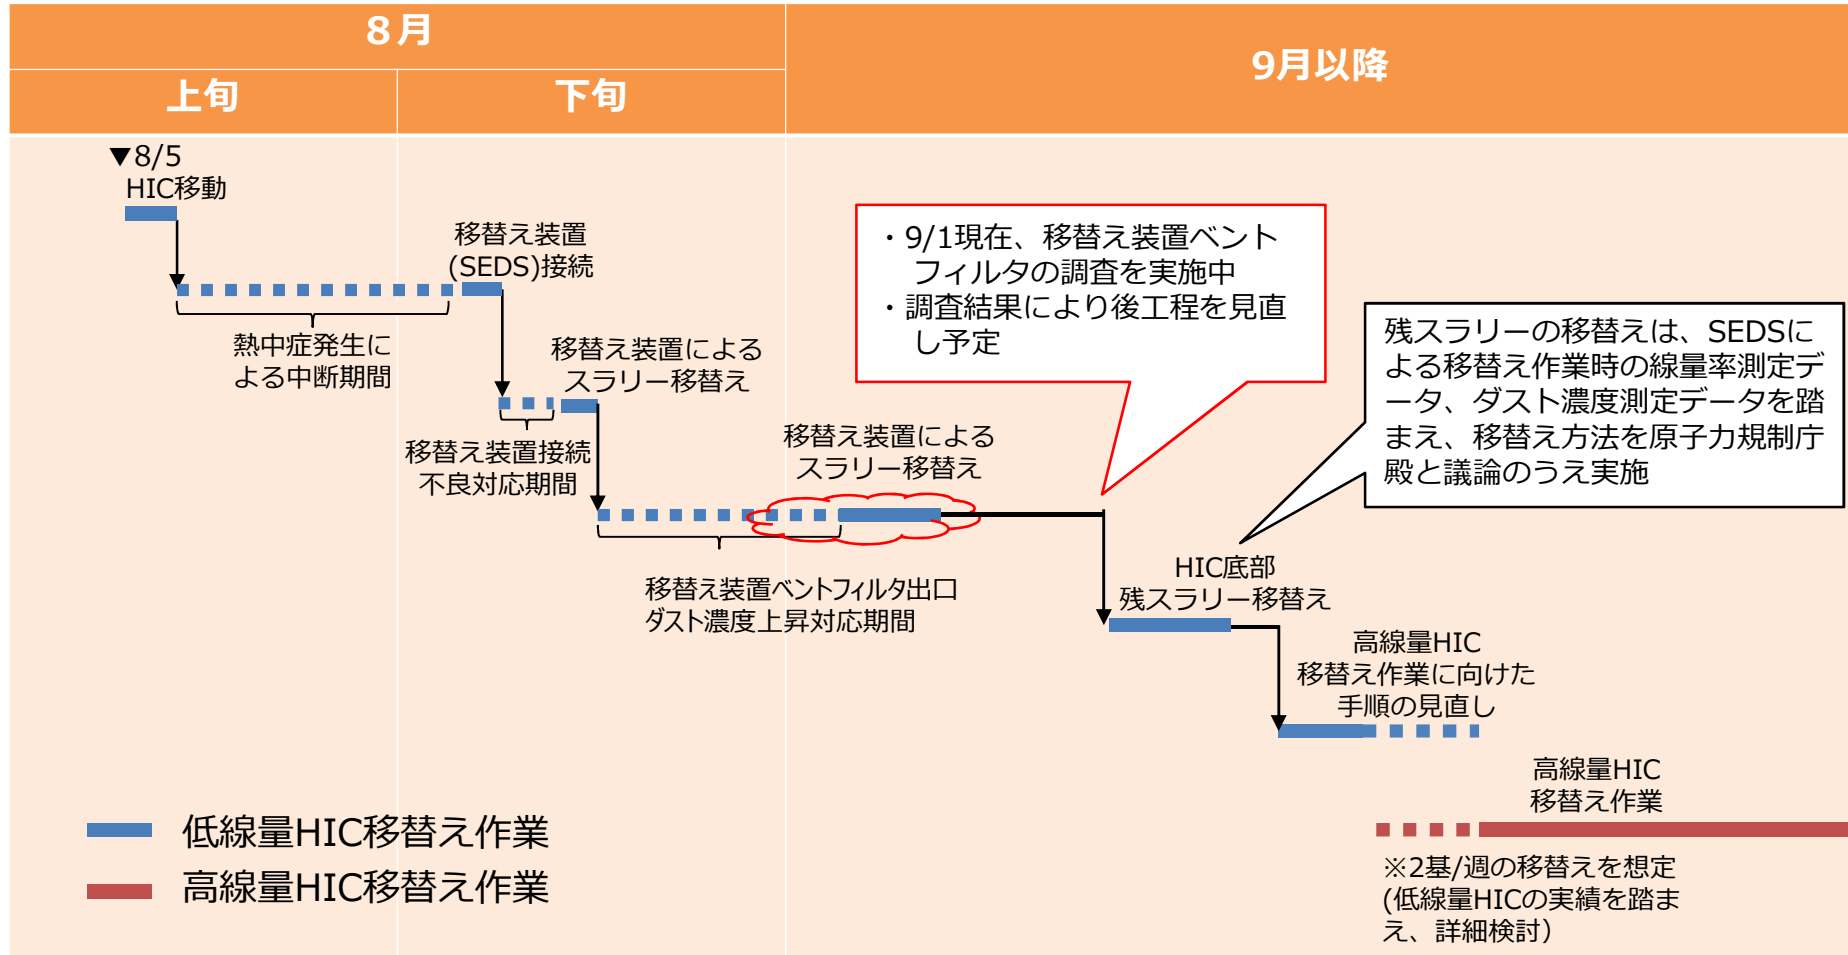 8月
9月以降
上旬
下旬
▼8/5
HIC移動
移替え装置
(SEDS)接続
熱中症発生に
よる中断期間
移替え装置による
スラリー移替え
移替え装置接続
不良対応期間
・9/1現在、移替え装置ベント
フィルタの調査を実施中
・調査結果により後工程を見直
し予定
残スラリーの移替えは、SEDSに
よる移替え作業時の線量率測定デ
ータ、ダスト濃度測定データを踏
まえ、移替え方法を原子力規制庁
殿と議論のうえ実施
移替え装置による
スラリー移替え
移替え装置ベントフィルタ出口
ダスト濃度上昇対応期間
HIC底部
残スラリー移替え
高線量HIC
移替え作業に向けた
手順の見直し
高線量HIC
移替え作業
※2基/週の移替えを想定
(低線量HICの実績を踏ま
え、詳細検討）
低線量HIC移替え作業
高線量HIC移替え作業